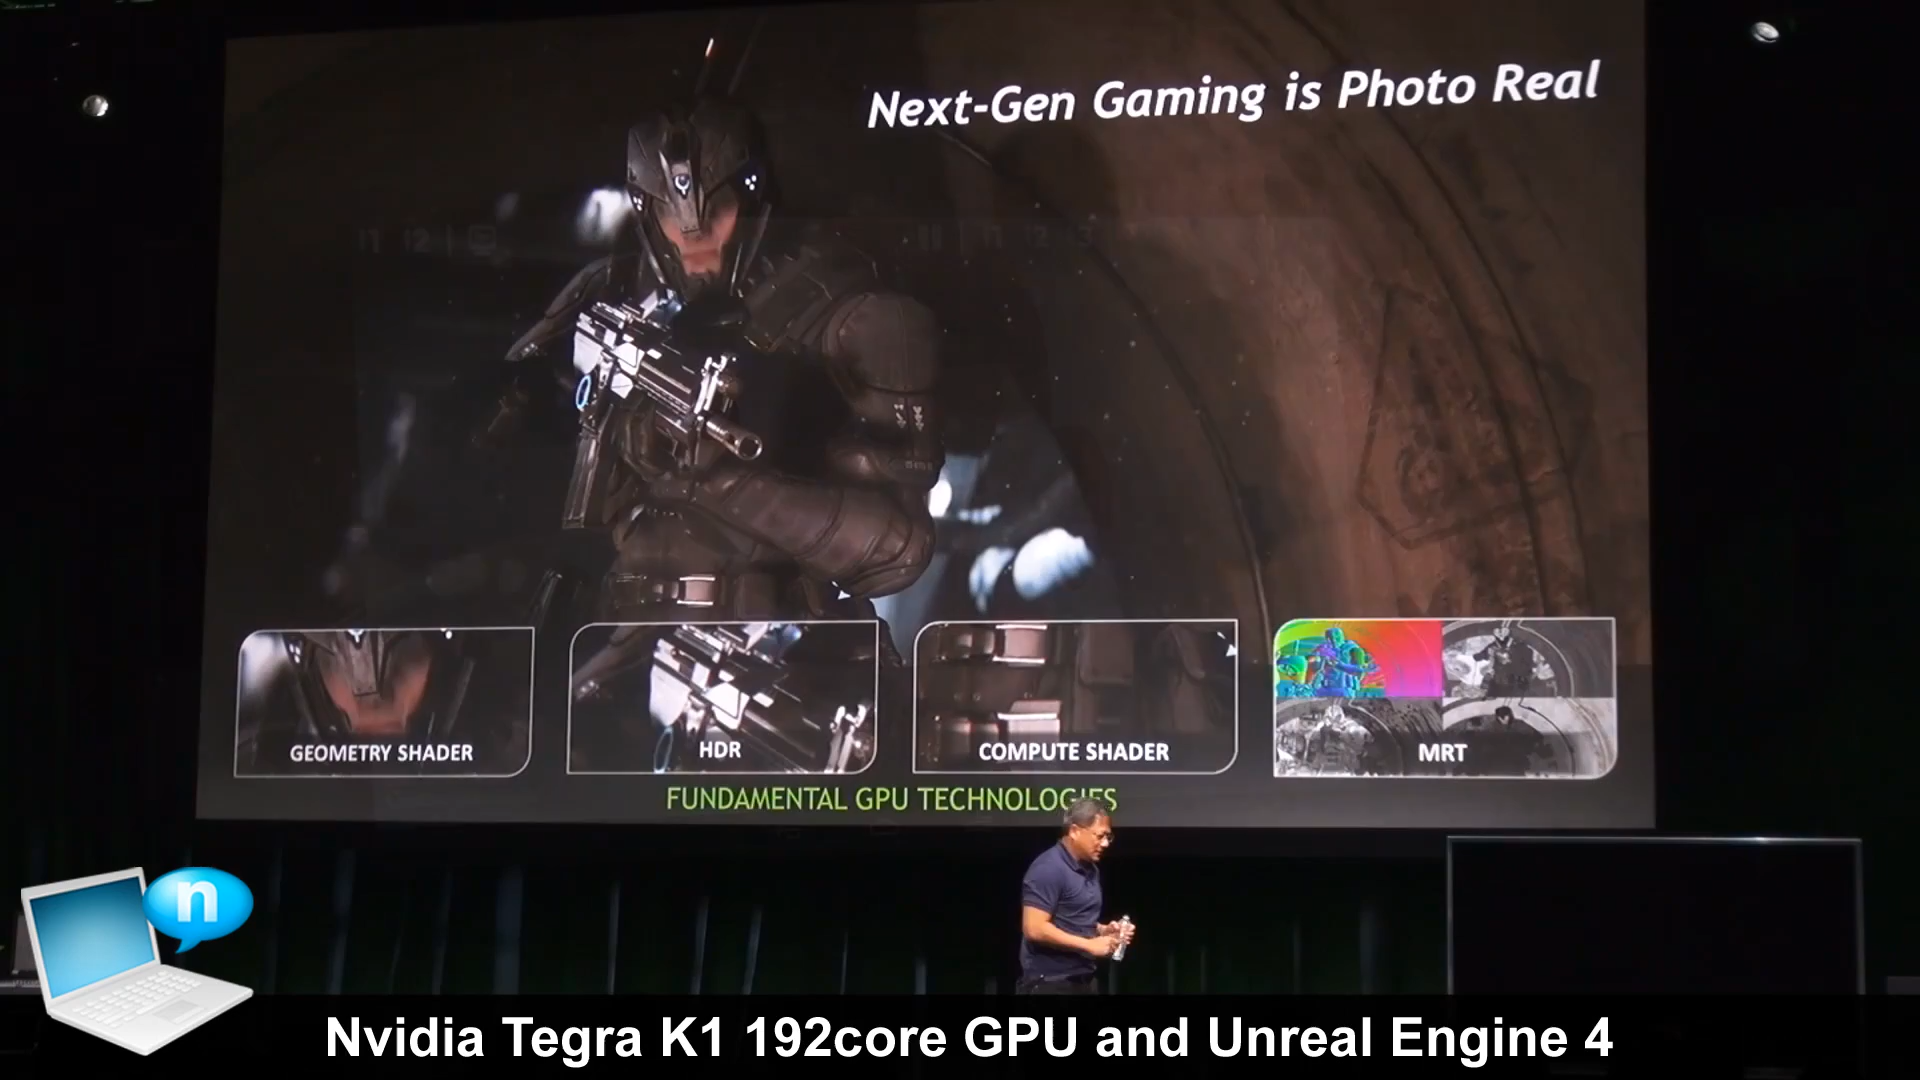 Next-Gen Gaming is Photo Real
GEOMETRY SHADER
HDR
COMPUTE SHADER
MRT
FUNDAMENTAL GPU TECHNOLOGIES
n
Nvidia Tegra K1 192core GPU and Unreal Engine 4